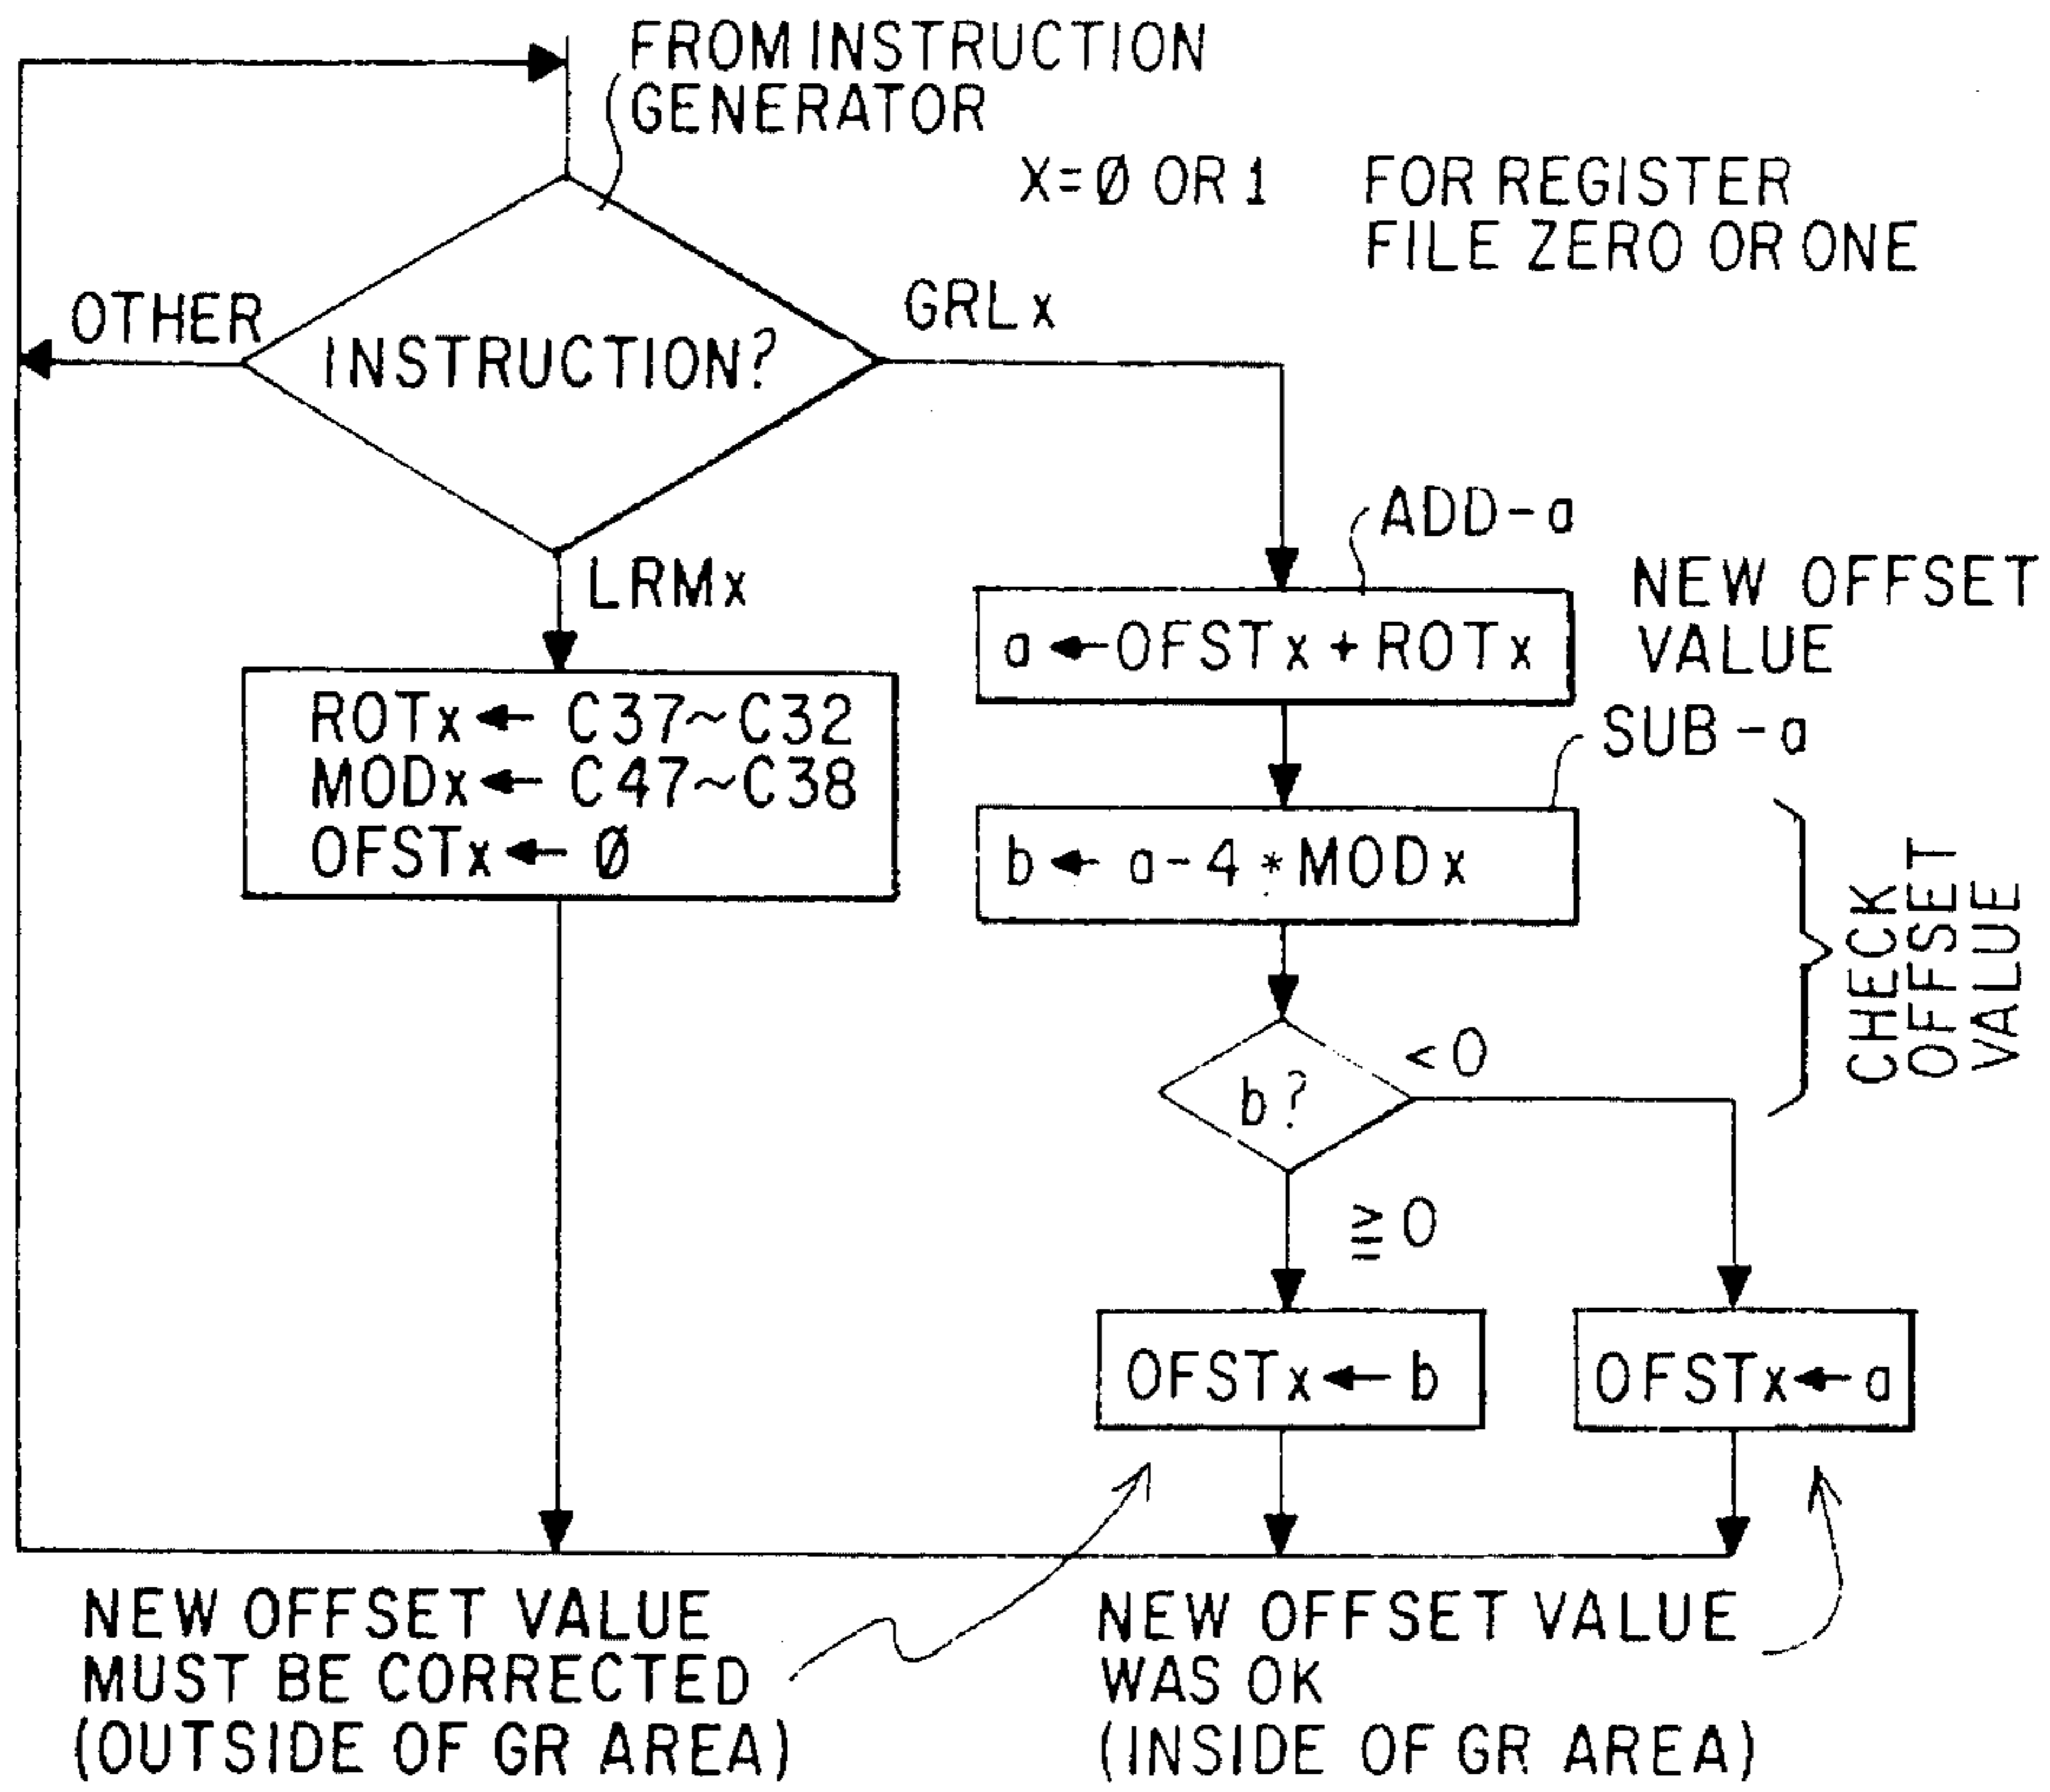 FROM INSTRUCTION
GENERATOR
X=Ø OR 1
FOR REGISTER
FILE ZERO OR ONE
OTHER
INSTRUCTION?
GRLx
LRMx
ROTx ← C37~C32
MODx ← C47~C38
OFSTx ← Ø
ADD-a
a ← OFSTx + ROTx
NEW OFFSET
VALUE
SUB-a
b ← a-4 * MODx
CHECK
OFFSET
VALUE
b?
< 0
≧ 0
OFSTx ← b
OFSTx ← a
NEW OFFSET VALUE
MUST BE CORRECTED
(OUTSIDE OF GR AREA)
NEW OFFSET VALUE
WAS OK
(INSIDE OF GR AREA)